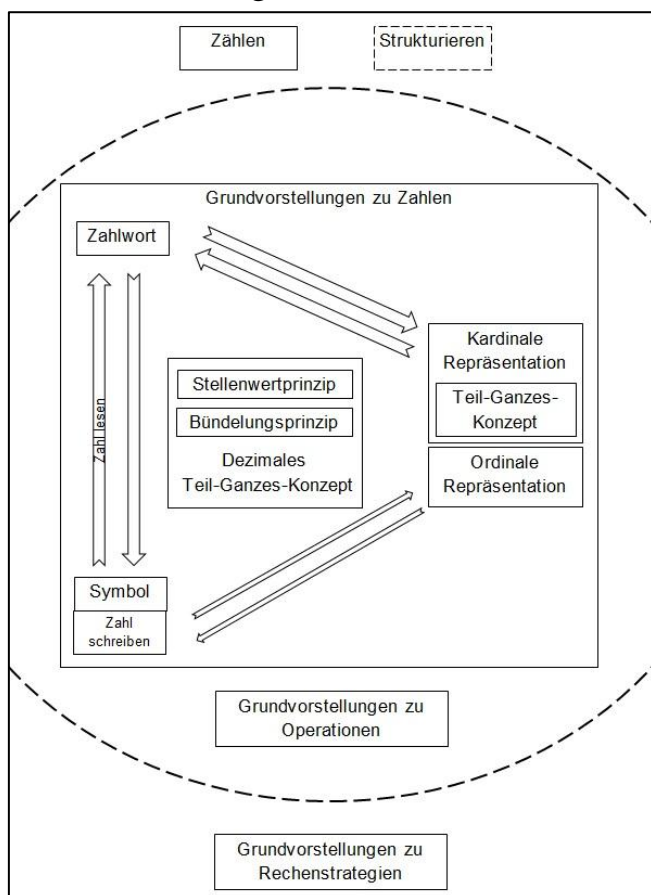 Zählen
Strukturieren
Grundvorstellungen zu Zahlen
Zahlwort
Kardinale
Repräsentation
Teil-Ganzes-
Konzept
Ordinale
Repräsentation
Stellenwertprinzip
Bündelungsprinzip
Dezimales
Teil-Ganzes-Konzept
Zahl lesen
Symbol
Zahl
schreiben
Grundvorstellungen zu
Operationen
Grundvorstellungen zu
Rechenstrategien